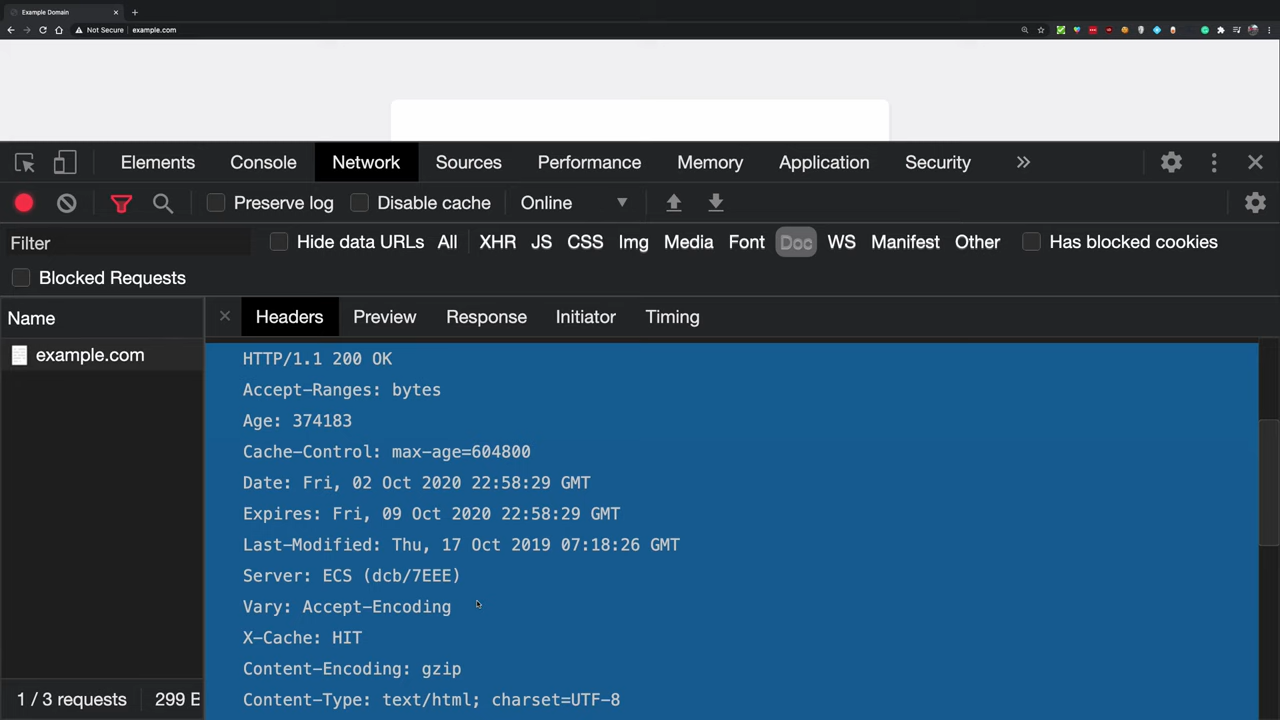 Example Domain
Not Secure example.com
Elements Console Network Sources Performance Memory Application Security
Preserve log Disable cache Online
Filter Hide data URLs All XHR JS CSS Img Media Font Doc WS Manifest Other Has blocked cookies
Blocked Requests
Name Headers Preview Response Initiator Timing
example.com
HTTP/1.1 200 OK
Accept-Ranges: bytes
Age: 374183
Cache-Control: max-age=604800
Date: Fri, 02 Oct 2020 22:58:29 GMT
Expires: Fri, 09 Oct 2020 22:58:29 GMT
Last-Modified: Thu, 17 Oct 2019 07:18:26 GMT
Server: ECS (dcb/7EEE)
Vary: Accept-Encoding
X-Cache: HIT
Content-Encoding: gzip
Content-Type: text/html; charset=UTF-8
1 / 3 requests 299 B